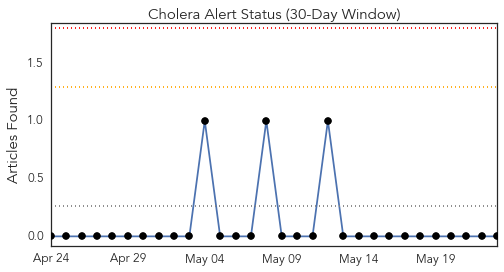 Cholera Alert Status (30-Day Window)
Articles Found
1.5
1.0
0.5
0.0
Apr 24 Apr 29 May 04 May 09 May 14 May 19